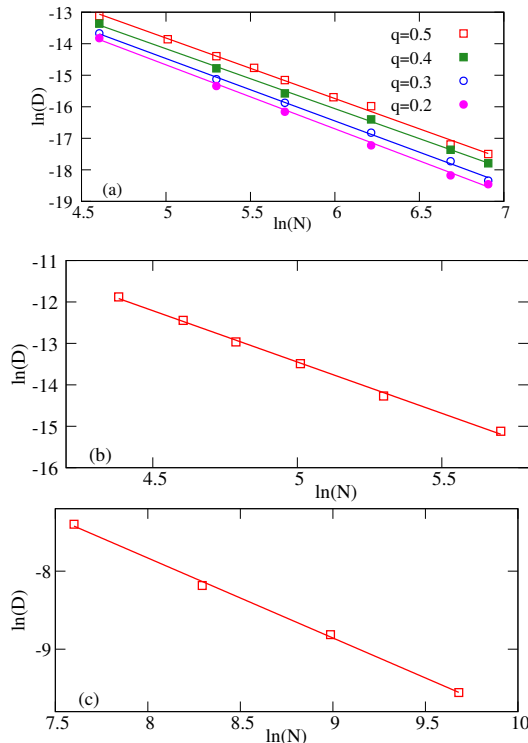 -13
-14
-15
-16
-17
-18
-19
ln(D)
q=0.5
q=0.4
q=0.3
q=0.2
(a)
4.5 5 5.5 6 6.5 7
ln(N)
-11
-12
-13
-14
-15
-16
ln(D)
(b)
4.5 5 5.5
ln(N)
-8
-9
ln(D)
(c)
7.5 8 8.5 9 9.5 10
ln(N)